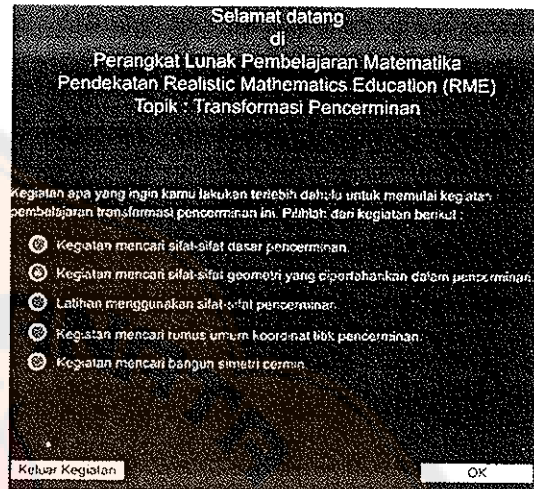 Selamat datang
di
Perangkat Lunak Pembelajaran Matematika
Pendekatan Realistic Mathematics Education (RME)
Topik : Transformasi Pencerminan
Kegiatan apa yang ingin kamu lakukan terlebih dahulu untuk memulai kegiatan
pembelajaran transformasi pencerminan ini. Pilihlah dari kegiatan berikut :
Kegiatan mencari sifat-sifat dasar pencerminan.
Kegiatan mencari sifat-sifat geometri yang dipertahankan dalam pencerminan.
Latihan menggunakan sifat-sifat pencerminan.
Kegiatan mencari rumus umum koordinat titik pencerminan.
Kegiatan mencari bangun simetri cermin.
Keluar Kegiatan
OK